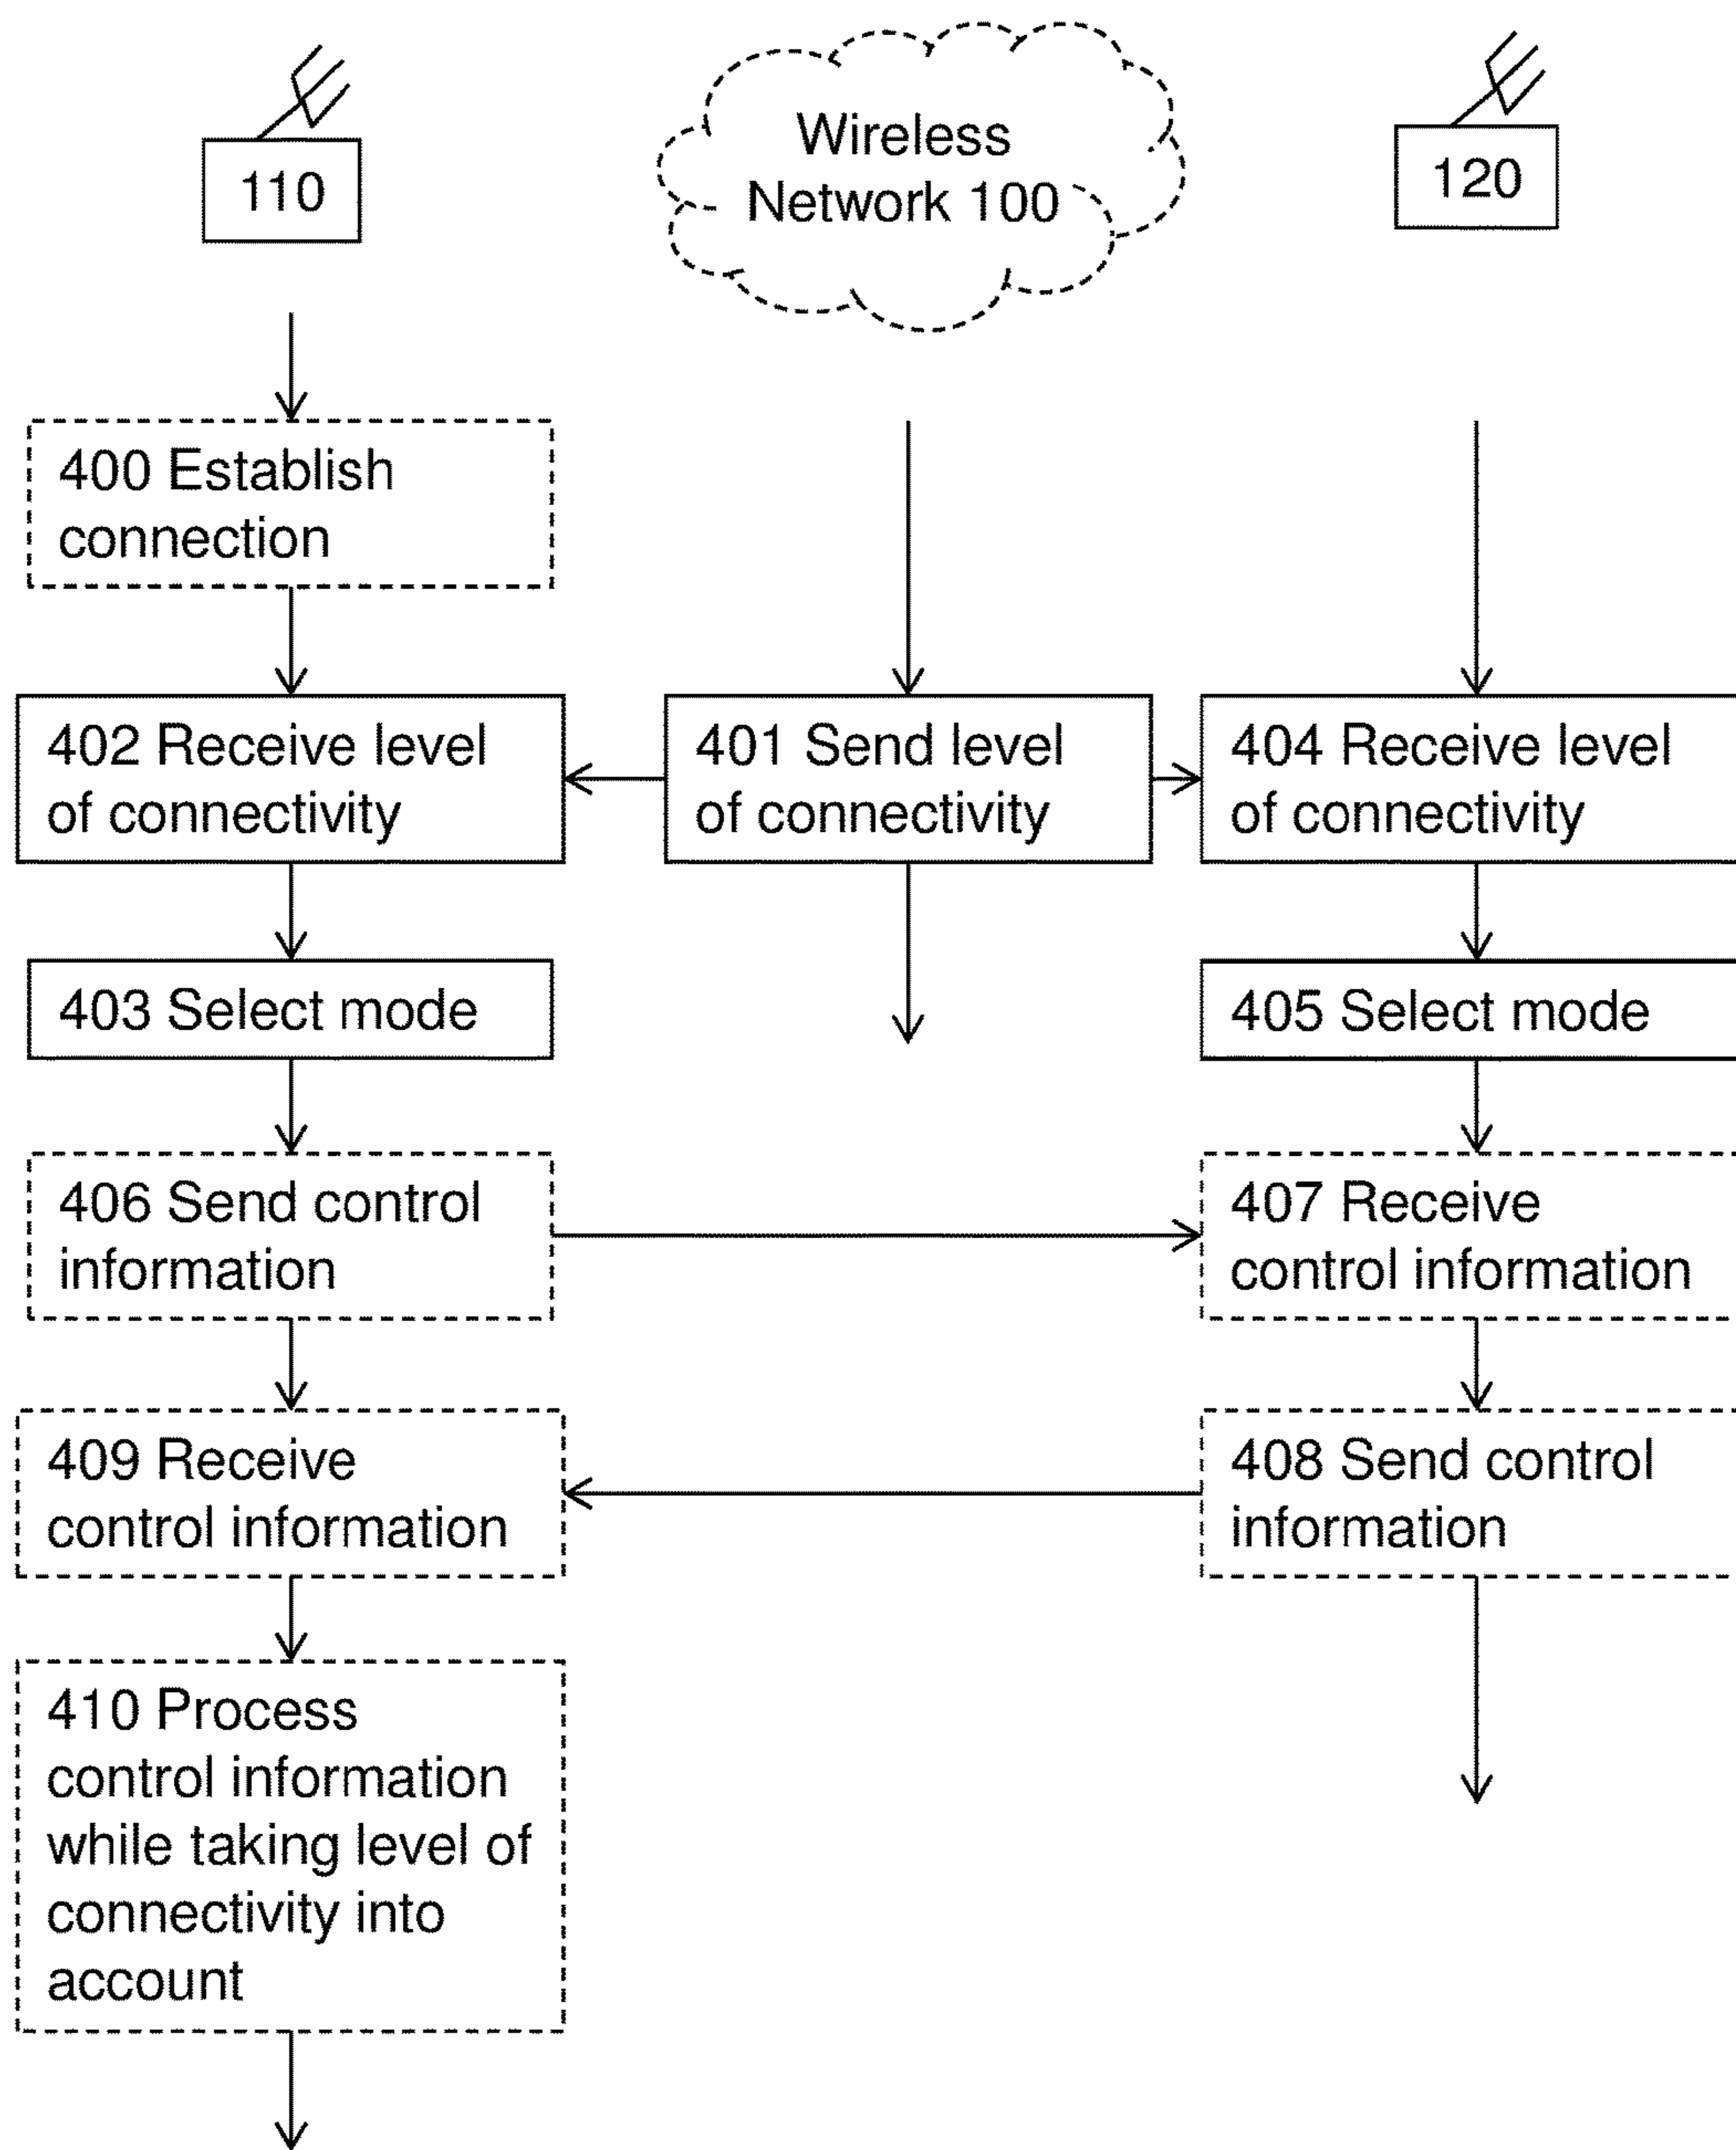 110
Wireless
Network 100
120
400 Establish
connection
402 Receive level
of connectivity
401 Send level
of connectivity
404 Receive level
of connectivity
403 Select mode
405 Select mode
406 Send control
information
407 Receive
control information
409 Receive
control information
408 Send control
information
410 Process
control information
while taking level of
connectivity into
account